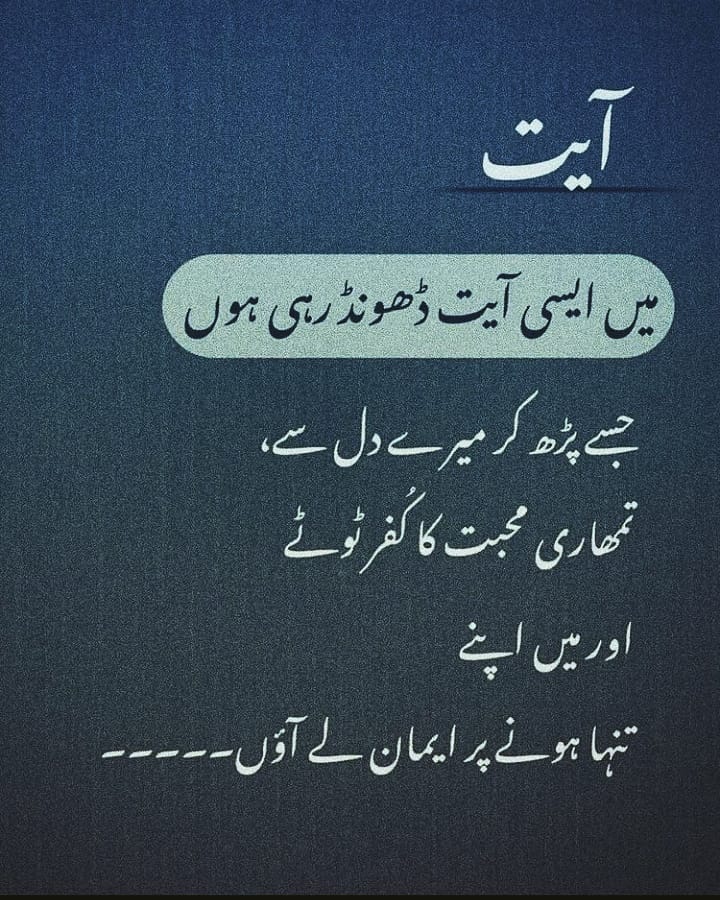 آیت
میں ایسی آیت ڈھونڈ رہی ہوں
جسے پڑھ کر میرے دل سے،
تمھاری محبت کا کُفر ٹوٹے
اور میں اپنے
تنہا ہونے پر ایمان لے آؤں-----